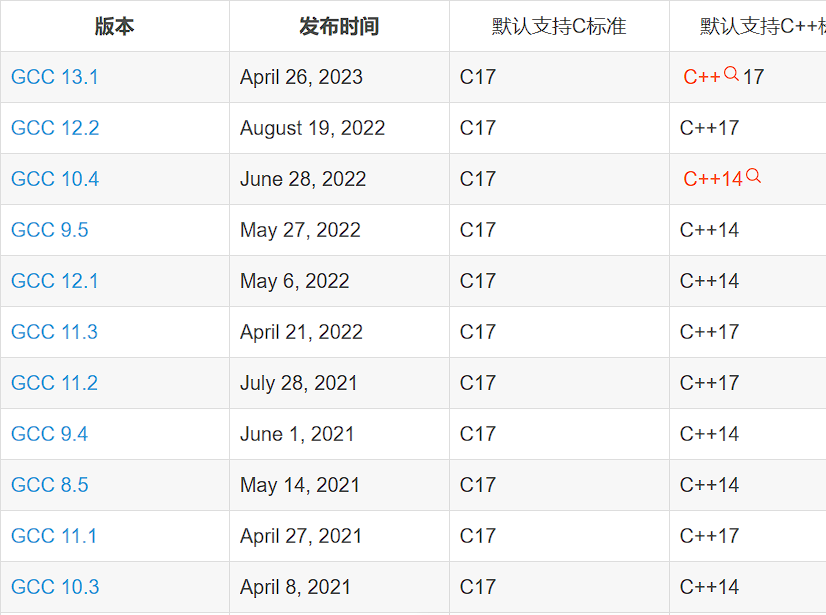 版本 发布时间 默认支持C标准 默认支持C++
GCC 13.1 April 26, 2023 C17 C++17
GCC 12.2 August 19, 2022 C17 C++17
GCC 10.4 June 28, 2022 C17 C++14
GCC 9.5 May 27, 2022 C17 C++14
GCC 12.1 May 6, 2022 C17 C++14
GCC 11.3 April 21, 2022 C17 C++17
GCC 11.2 July 28, 2021 C17 C++17
GCC 9.4 June 1, 2021 C17 C++14
GCC 8.5 May 14, 2021 C17 C++14
GCC 11.1 April 27, 2021 C17 C++17
GCC 10.3 April 8, 2021 C17 C++14